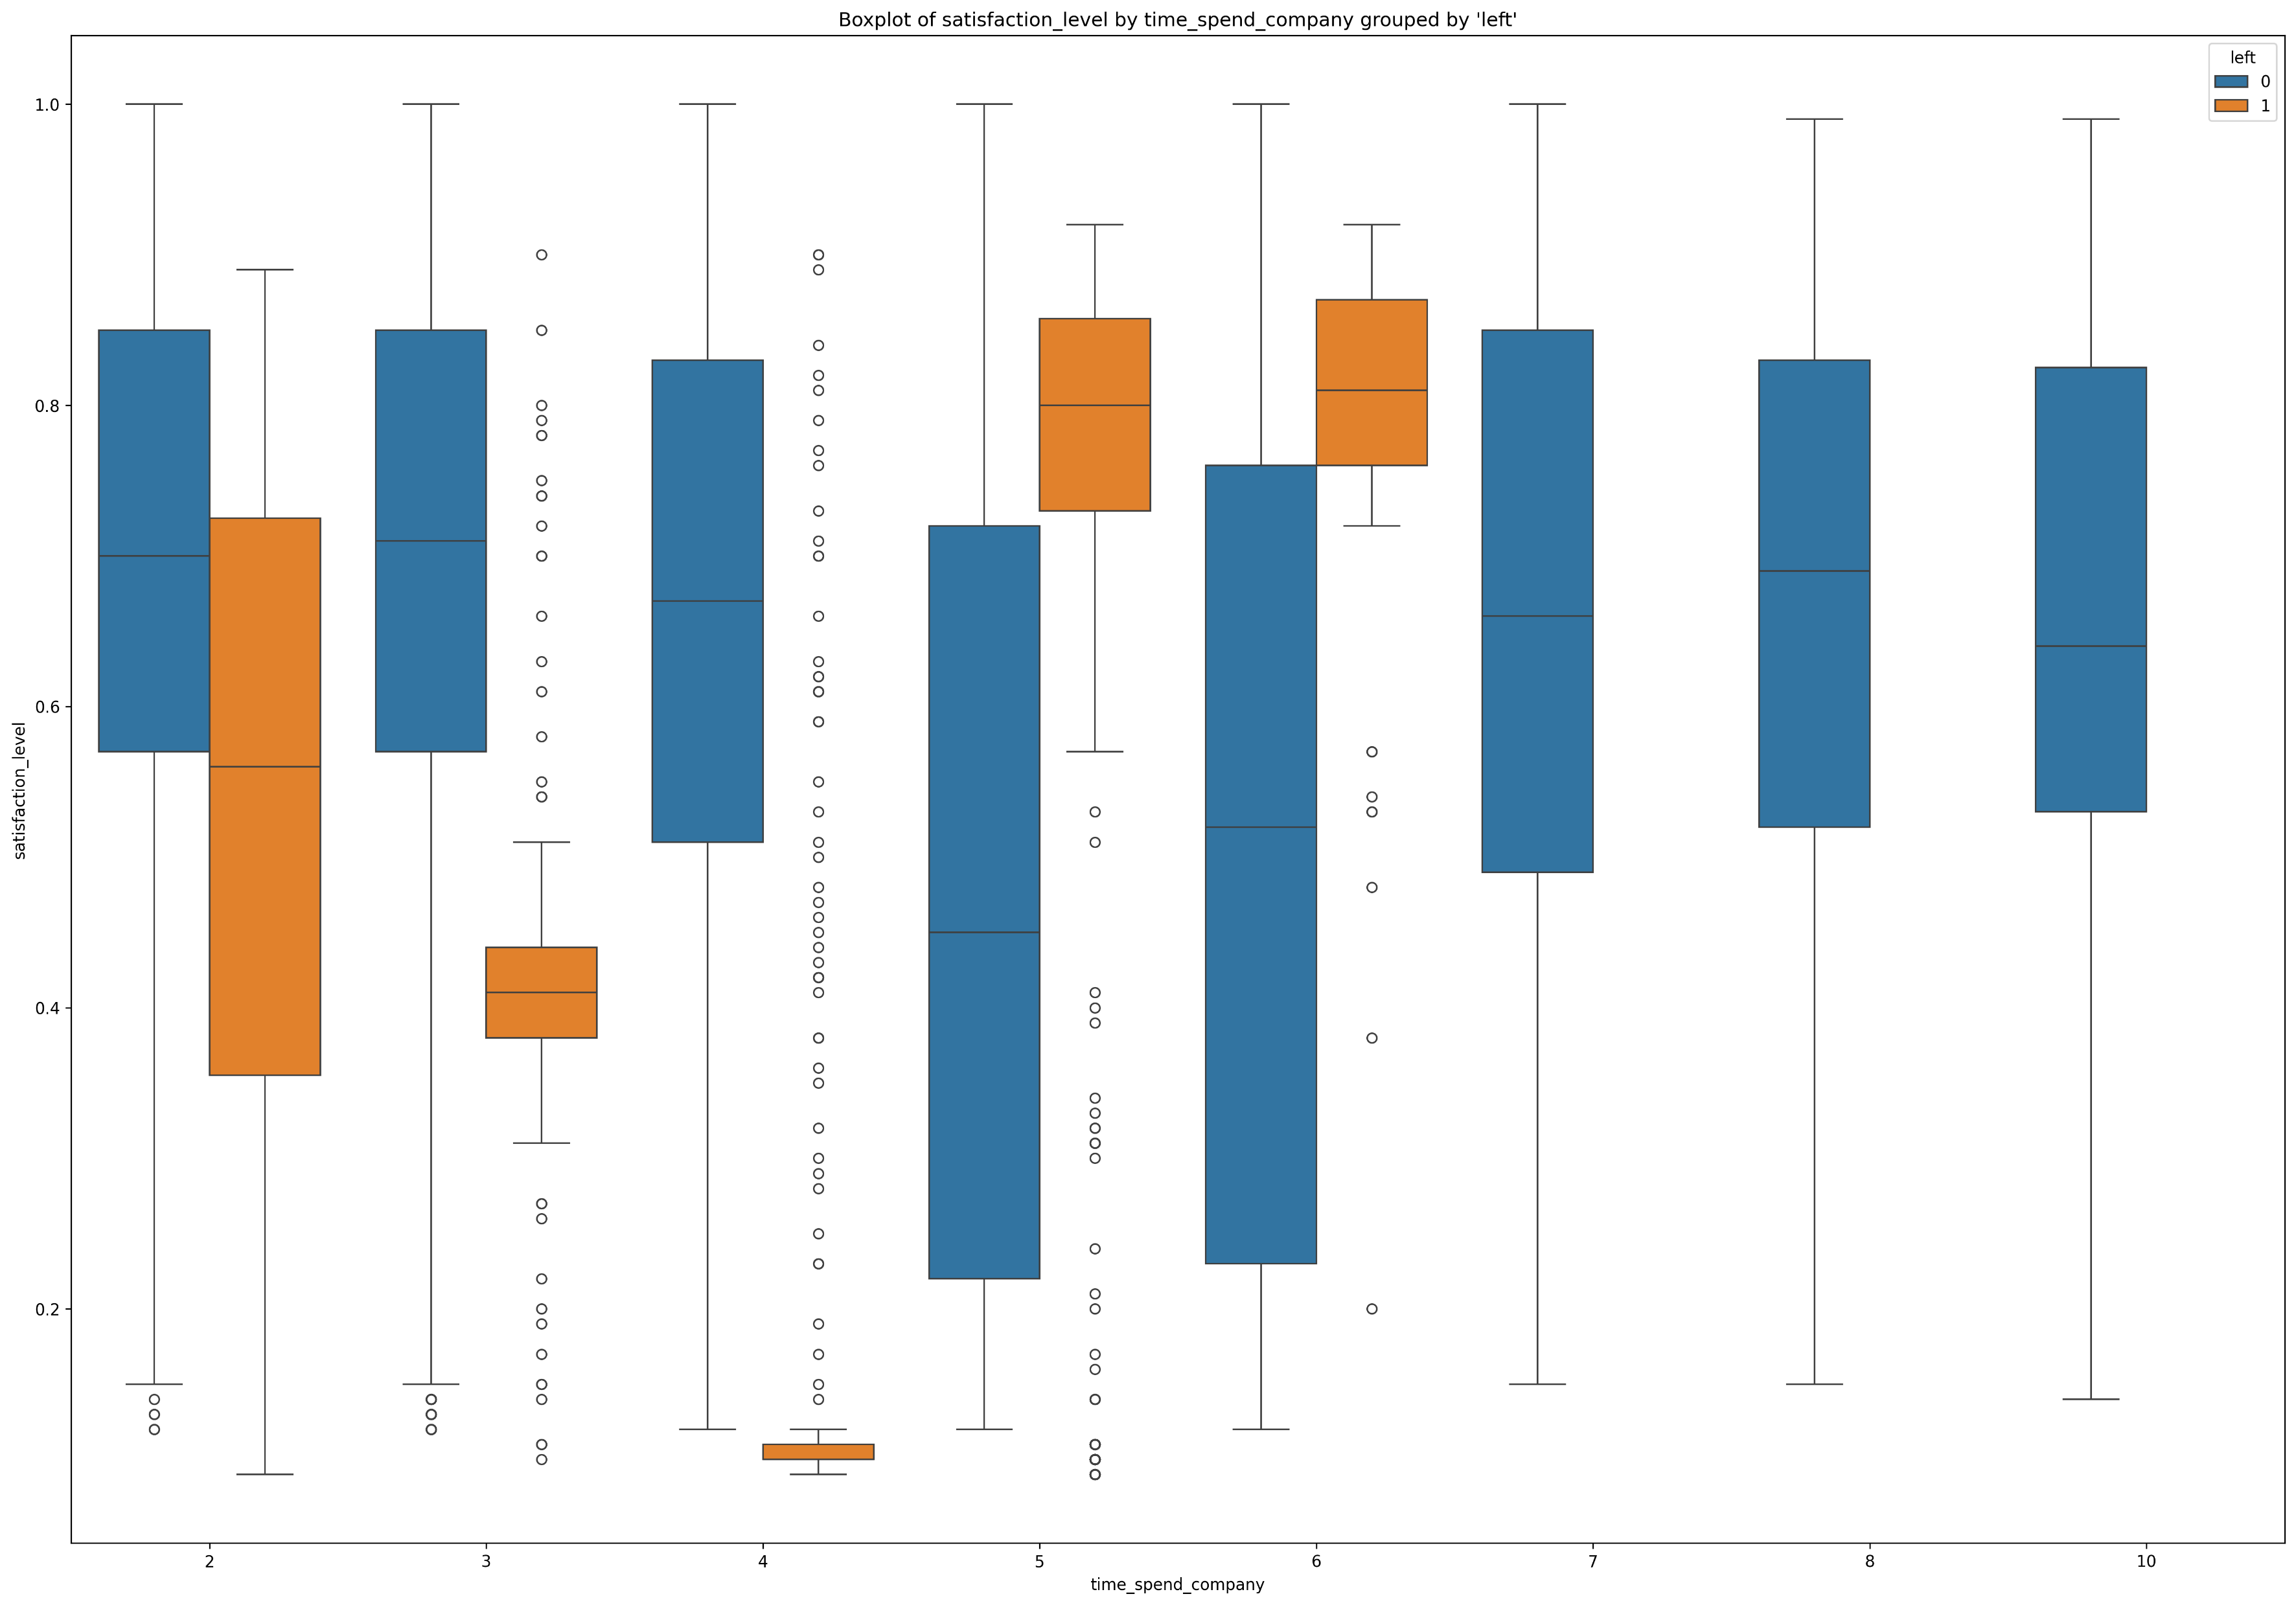 Boxplot of satisfaction_level by time_spend_company grouped by 'left'
left
0
1
1.0
0.8
0.6
0.4
0.2
satisfaction_level
2 3 4 5 6 7 8 10
time_spend_company